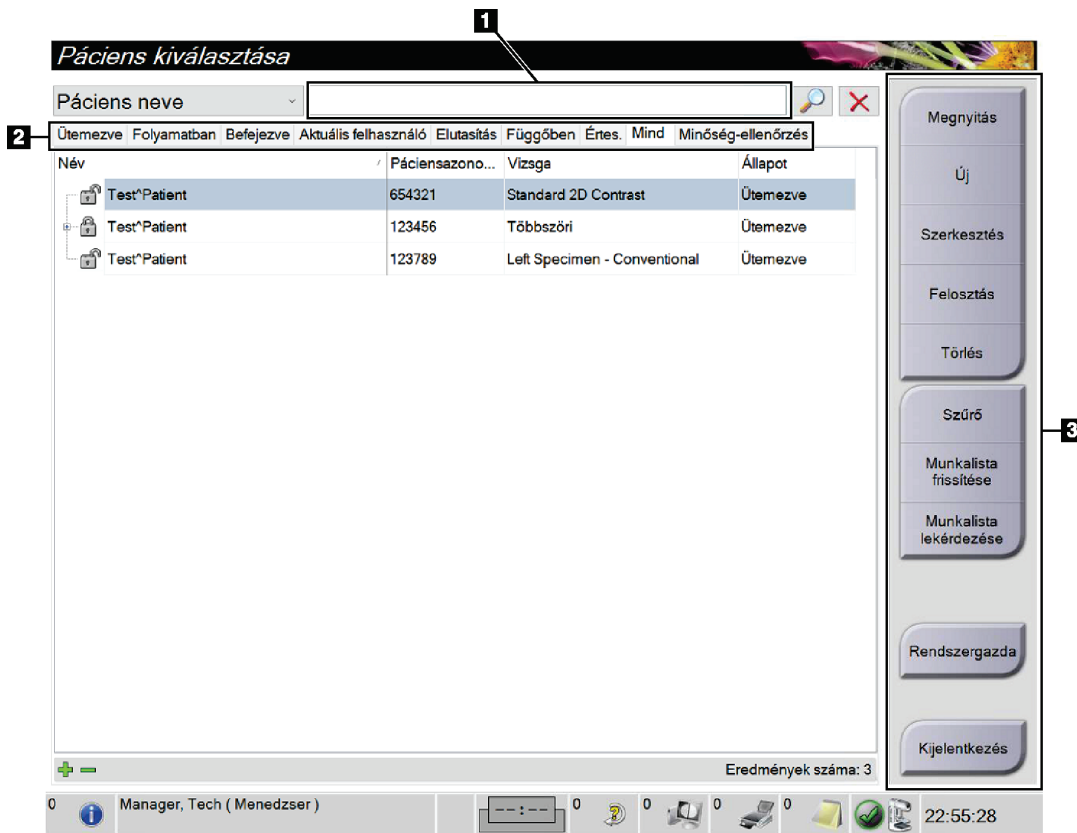 1
Páciens kiválasztása
Páciens neve
2
Ütemezve Folyamatban Befejezve Aktuális felhasználó Elutasítás Függőben Értes. Mind Minőség-ellenőrzés
Név Páciensazono... Vizsga Állapot
Test^Patient 654321 Standard 2D Contrast Ütemezve
Test^Patient 123456 Többszöri Ütemezve
Test^Patient 123789 Left Specimen - Conventional Ütemezve
Megnyitás
Új
Szerkesztés
Felosztás
Törlés
Szűrő
3
Munkalista
frissítése
Munkalista
lekérdezése
Rendszergazda
Kijelentkezés
Eredmények száma: 3
0 Manager, Tech ( Menedzser ) --:-- 0 0 0 0 22:55:28